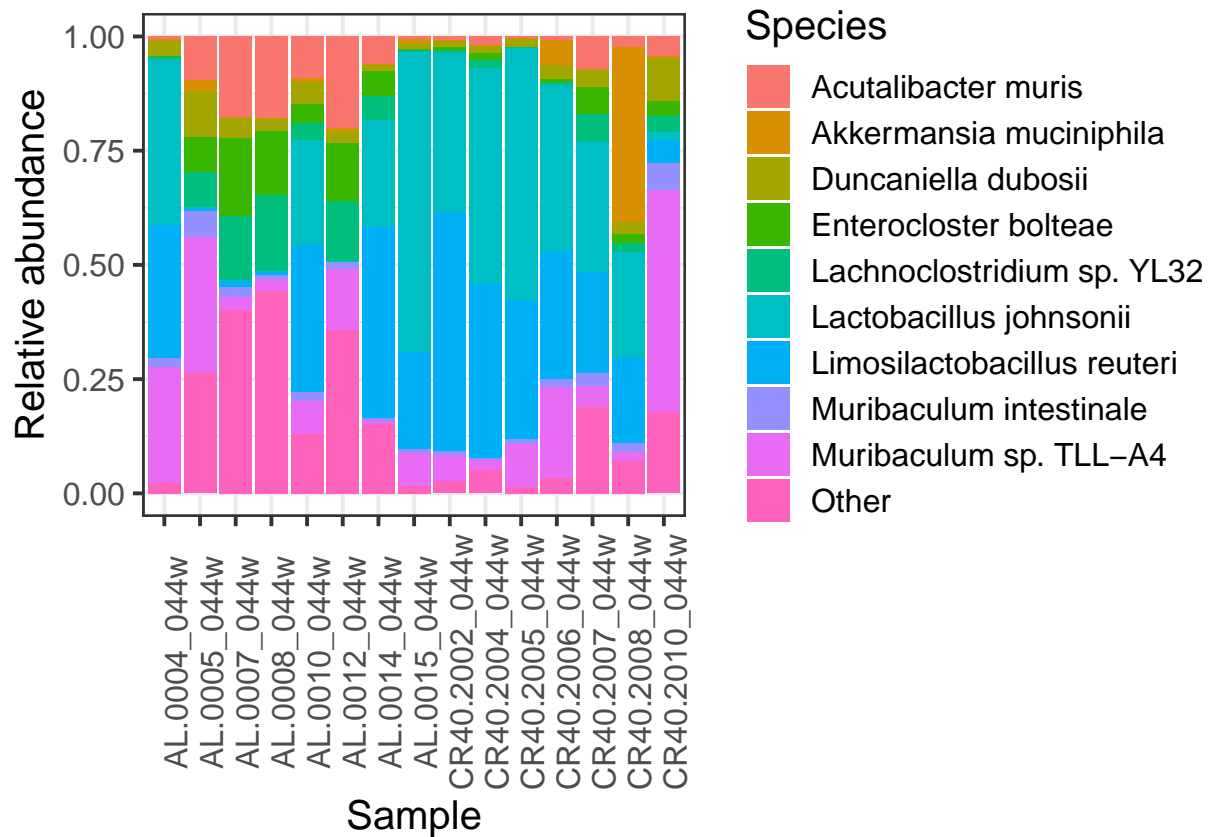 Species
Acutalibacter muris
Akkermansia muciniphila
Duncaniella dubosii
Enterocloster bolteae
Lachnoclostridium sp. YL32
Lactobacillus johnsonii
Limosilactobacillus reuteri
Muribaculum intestinale
Muribaculum sp. TLL−A4
Other
Relative abundance
1.00
0.75
0.50
0.25
0.00
AL.0004_044w
AL.0005_044w
AL.0007_044w
AL.0008_044w
AL.0010_044w
AL.0012_044w
AL.0014_044w
AL.0015_044w
CR40.2002_044w
CR40.2004_044w
CR40.2005_044w
CR40.2006_044w
CR40.2007_044w
CR40.2008_044w
CR40.2010_044w
Sample